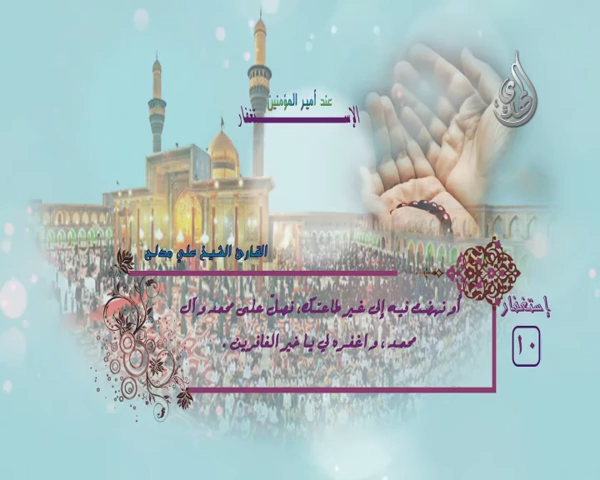 عند أمير المؤمنين
الإستغفار
القارئ الشيخ علي مدلج
إستغفار
١٠
أو نهضت فيه إلى غير طاعتك، فصلّ على محمد وآل
محمد، واغفره لي يا خير الغافرين.